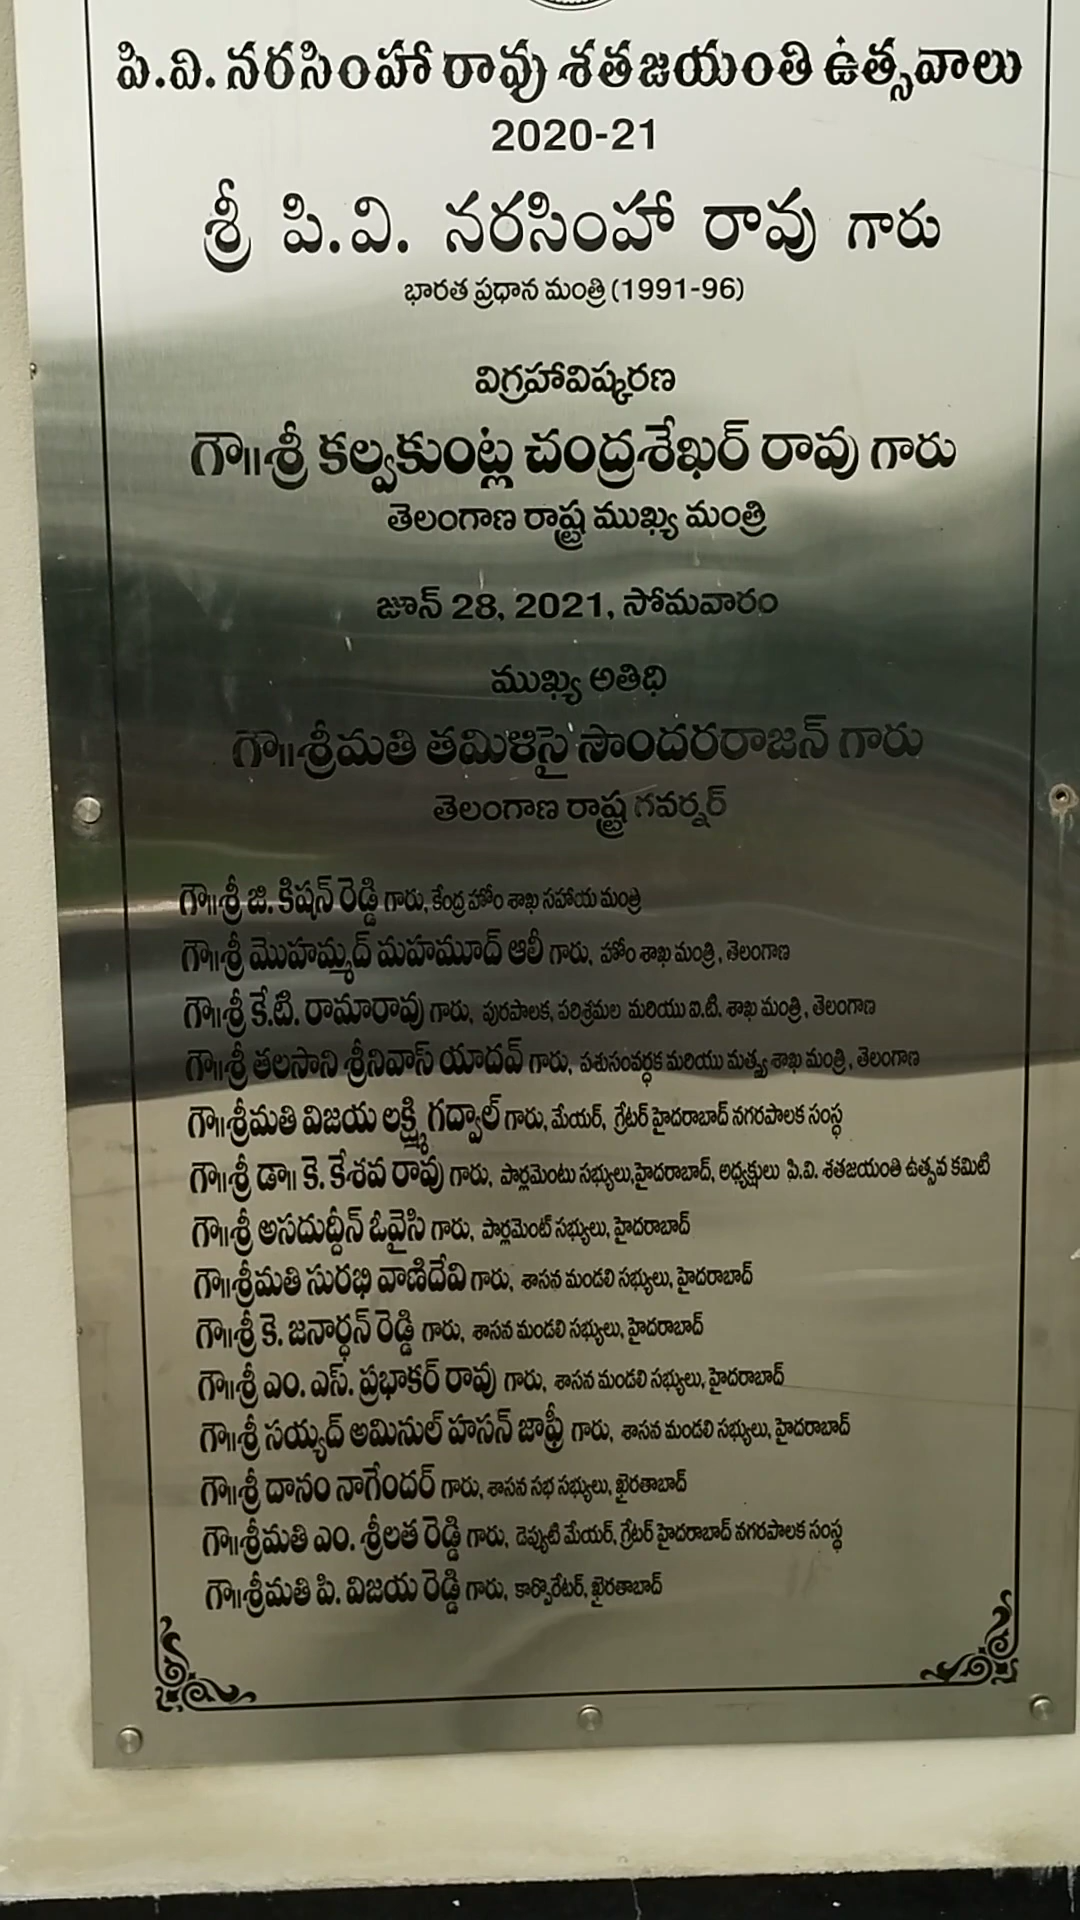 పి.వి. నరసింహా రావు శతజయంతి ఉత్సవాలు
2020-21
శ్రీ పి.వి. నరసింహా రావు గారు
భారత ప్రధాన మంత్రి (1991-96)
విగ్రహావిష్కరణ
గౌ॥శ్రీ కల్వకుంట్ల చంద్రశేఖర్ రావు గారు
తెలంగాణ రాష్ట్ర ముఖ్య మంత్రి
జూన్ 28, 2021, సోమవారం
ముఖ్య అతిధి
గౌ॥శ్రీమతి తమిళిసై సౌందరరాజన్ గారు
తెలంగాణ రాష్ట్ర గవర్నర్
గౌ॥శ్రీ జి. కిషన్ రెడ్డి గారు, కేంద్ర హోం శాఖ సహాయ మంత్రి
గౌ॥శ్రీ మొహమ్మద్ మహమూద్ ఆలీ గారు, హోం శాఖ మంత్రి, తెలంగాణ
గౌ॥శ్రీ కే.టి. రామారావు గారు, పురపాలక, పరిశ్రమల మరియు ఐ.టి. శాఖ మంత్రి, తెలంగాణ
గౌ॥శ్రీ తలసాని శ్రీనివాస్ యాదవ్ గారు, పశుసంవర్ధక మరియు మత్స్య శాఖ మంత్రి, తెలంగాణ
గౌ॥శ్రీమతి విజయ లక్ష్మి గద్వాల్ గారు, మేయర్, గ్రేటర్ హైదరాబాద్ నగరపాలక సంస్థ
గౌ॥శ్రీ డా॥ కె. కేశవ రావు గారు, పార్లమెంటు సభ్యులు,హైదరాబాద్, అధ్యక్షులు పి.వి. శతజయంతి ఉత్సవ కమిటి
గౌ॥శ్రీ అసదుద్దీన్ ఓవైసి గారు, పార్లమెంట్ సభ్యులు, హైదరాబాద్
గౌ॥శ్రీమతి సురభి వాణిదేవి గారు, శాసన మండలి సభ్యులు, హైదరాబాద్
గౌ॥శ్రీ కె. జనార్ధన్ రెడ్డి గారు, శాసన మండలి సభ్యులు, హైదరాబాద్
గౌ॥శ్రీ ఎం. ఎస్. ప్రభాకర్ రావు గారు, శాసన మండలి సభ్యులు, హైదరాబాద్
గౌ॥శ్రీ సయ్యద్ అమినుల్ హసన్ జాఫ్రీ గారు, శాసన మండలి సభ్యులు, హైదరాబాద్
గౌ॥శ్రీ దానం నాగేందర్ గారు, శాసన సభ సభ్యులు, ఖైరతాబాద్
గౌ॥శ్రీమతి ఎం. శ్రీలత రెడ్డి గారు, డెప్యుటి మేయర్, గ్రేటర్ హైదరాబాద్ నగరపాలక సంస్థ
గౌ॥శ్రీమతి పి. విజయ రెడ్డి గారు, కార్పొరేటర్, ఖైరతాబాద్